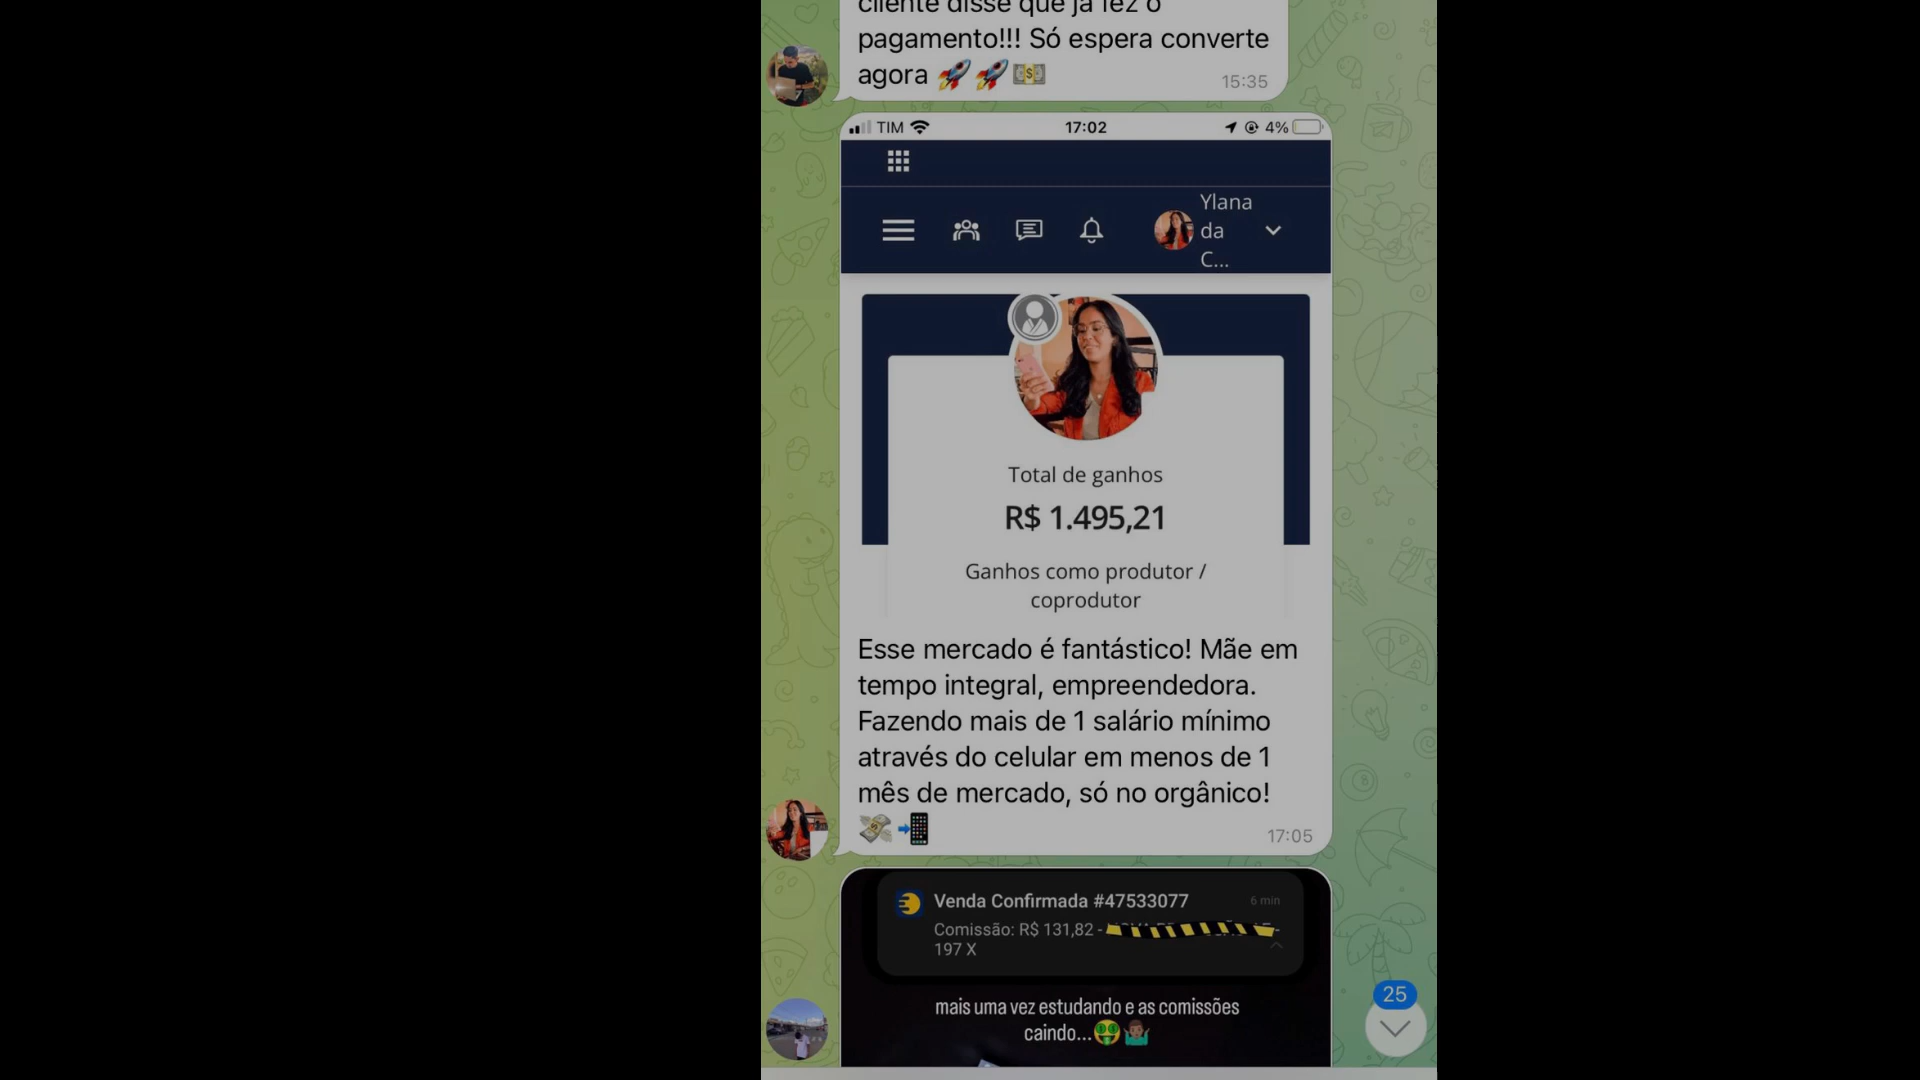 cliente disse que já fez o
pagamento!!! Só espera converte
agora 🚀🚀💵
15:35
TIM
17:02
4%
Ylana
da
C...
Total de ganhos
R$ 1.495,21
Ganhos como produtor /
coprodutor
Esse mercado é fantástico! Mãe em
tempo integral, empreendedora.
Fazendo mais de 1 salário mínimo
através do celular em menos de 1
mês de mercado, só no orgânico!
💸📲
17:05
Venda Confirmada #47533077
6 min
Comissão: R$ 131,82 -
197 X
mais uma vez estudando e as comissões
caindo...🤑🤷🏽‍♂️
25